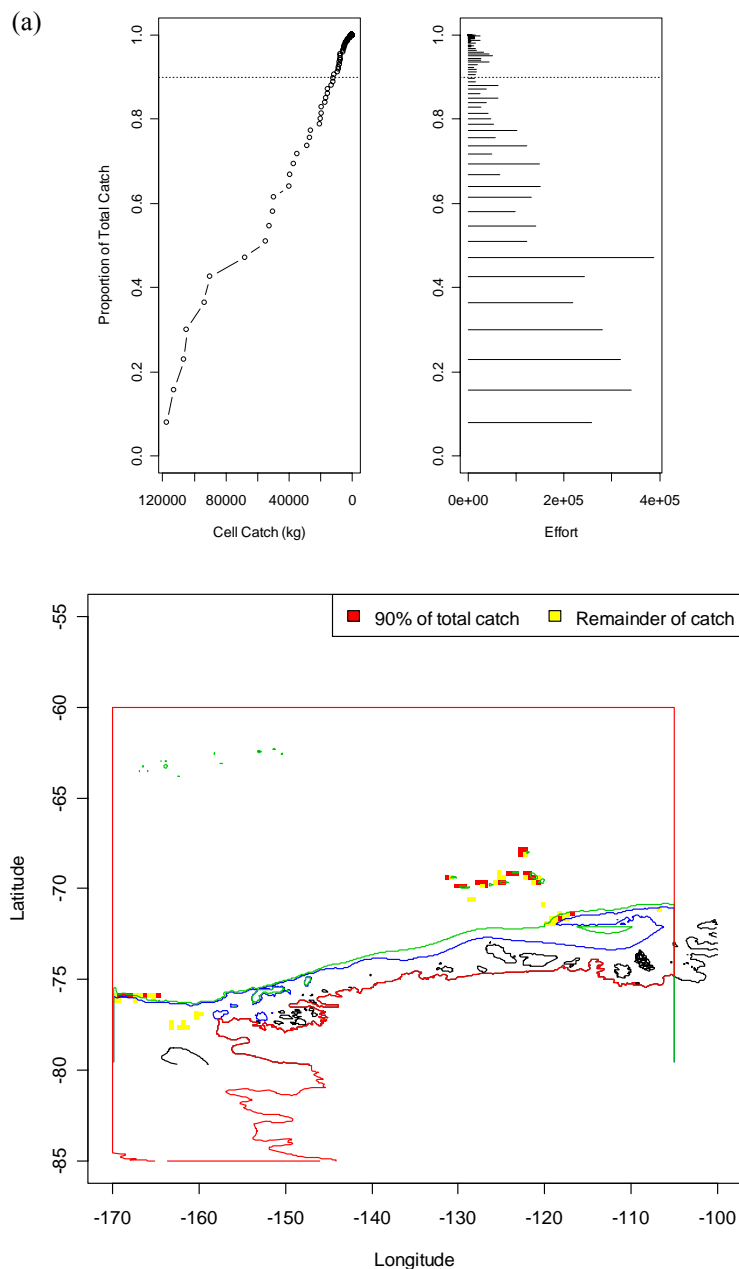 (a)
1.0
0.8
0.6
0.4
0.2
0.0
Proportion of Total Catch
120000 80000 40000 0
Cell Catch (kg)
1.0
0.8
0.6
0.4
0.2
0.0
0e+00 2e+05 4e+05
Effort
90% of total catch Remainder of catch
-55
-60
-65
-70
-75
-80
-85
Latitude
-170 -160 -150 -140 -130 -120 -110 -100
Longitude